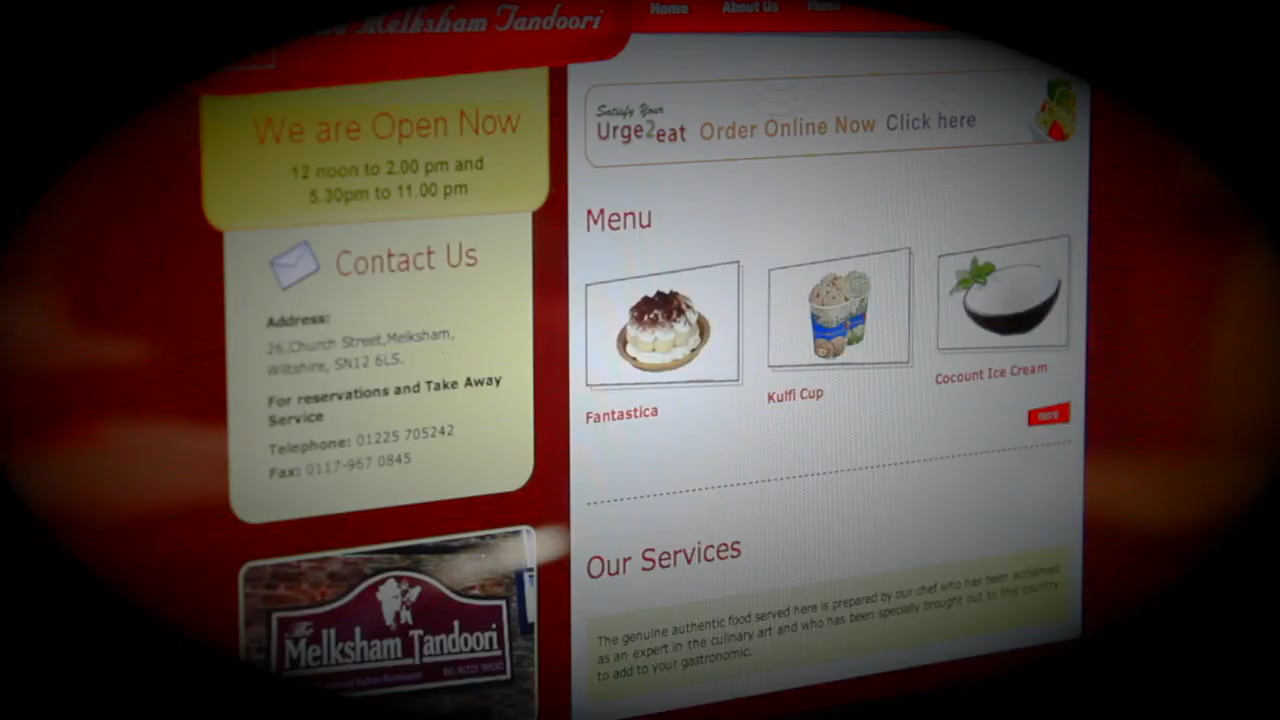 Melksham Tandoori
Home About Us Menu
We are Open Now
12 noon to 2.00 pm and
5.30pm to 11.00 pm
Contact Us
Address:
26,Church Street,Melksham,
Wiltshire, SN12 6LS.
For reservations and Take Away
Service
Telephone: 01225 705242
Fax: 0117-967 0845
The
Melksham Tandoori
Satisfy Your
Urge2eat Order Online Now Click here
Menu
Fantastica
Kulfi Cup
Cocount Ice Cream
more
Our Services
The genuine authentic food served here is prepared by our chef who has been acclaimed
as an expert in the culinary art and who has been specially brought out to this country
to add to your gastronomic.